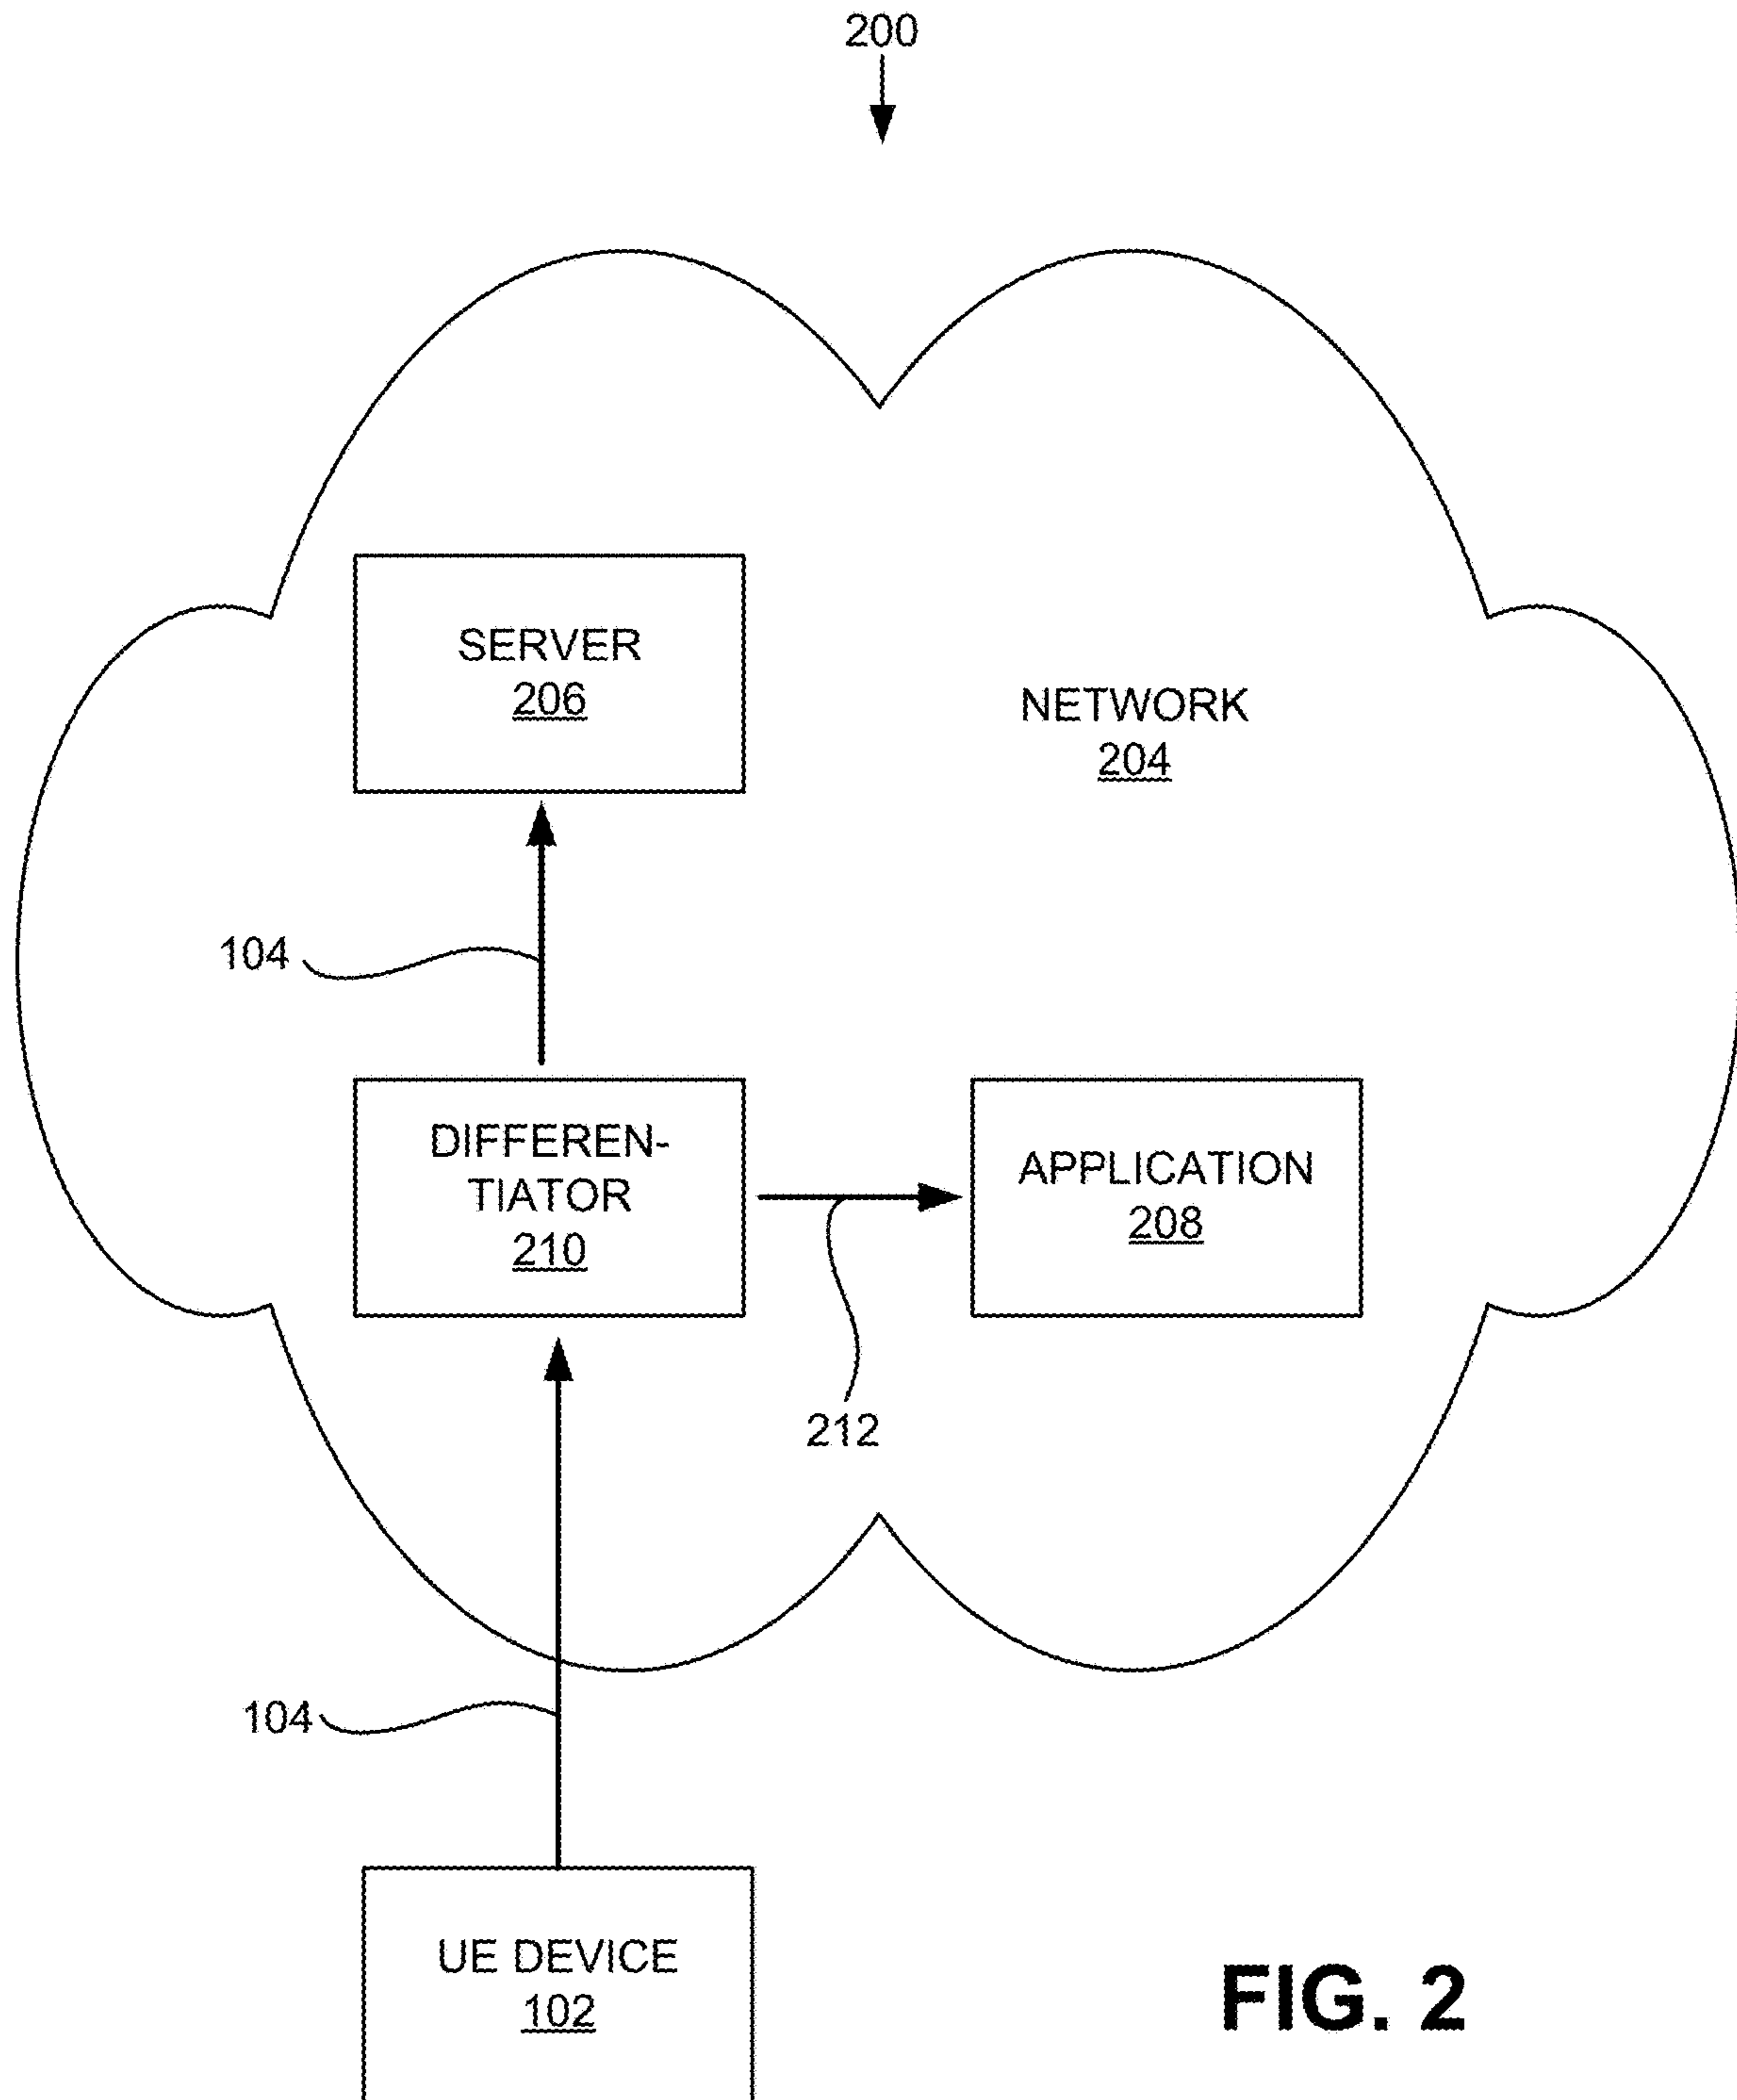 200
SERVER
206
NETWORK
204
104
DIFFEREN-
TIATOR
210
APPLICATION
208
212
104
UE DEVICE
102
FIG. 2